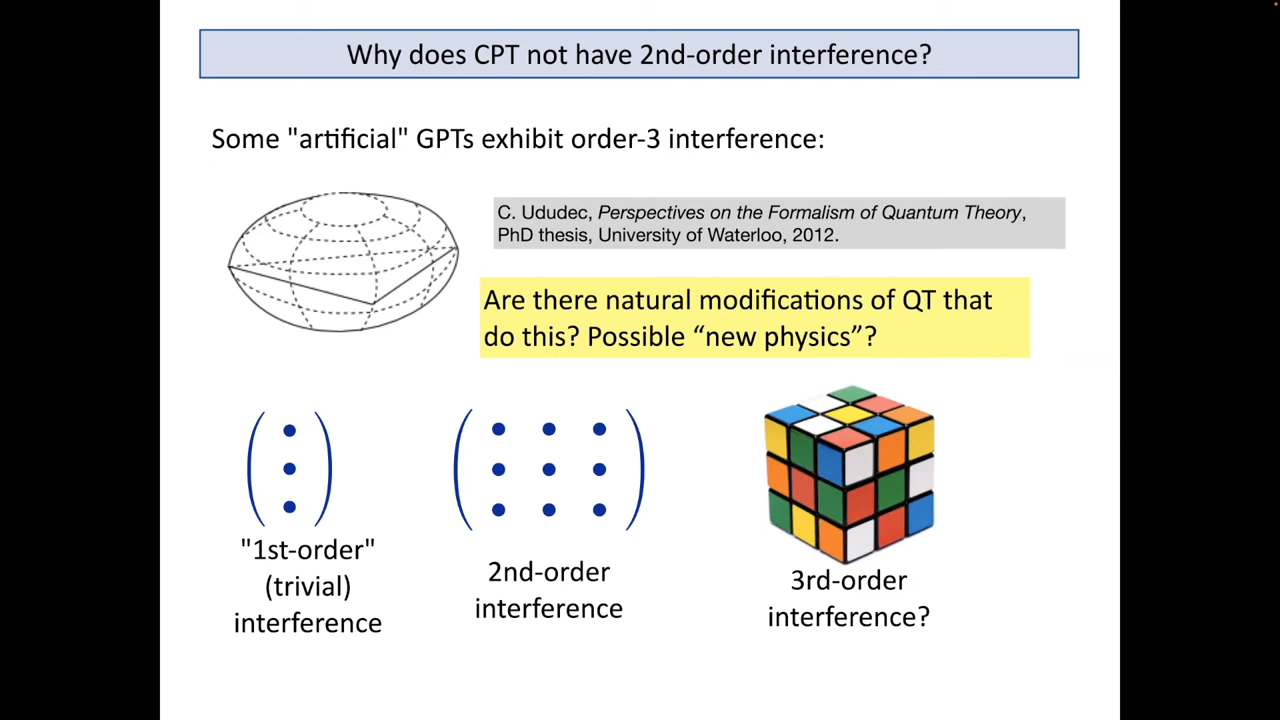 Why does CPT not have 2nd-order interference?
Some "artificial" GPTs exhibit order-3 interference:
C. Ududec, Perspectives on the Formalism of Quantum Theory,
PhD thesis, University of Waterloo, 2012.
Are there natural modifications of QT that
do this? Possible “new physics”?
"1st-order"
(trivial)
interference
2nd-order
interference
3rd-order
interference?